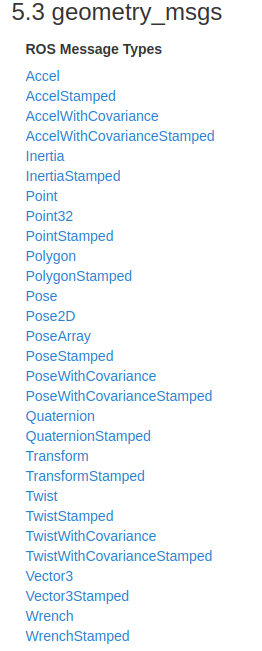 5.3 geometry_msgs
ROS Message Types
Accel
AccelStamped
AccelWithCovariance
AccelWithCovarianceStamped
Inertia
InertiaStamped
Point
Point32
PointStamped
Polygon
PolygonStamped
Pose
Pose2D
PoseArray
PoseStamped
PoseWithCovariance
PoseWithCovarianceStamped
Quaternion
QuaternionStamped
Transform
TransformStamped
Twist
TwistStamped
TwistWithCovariance
TwistWithCovarianceStamped
Vector3
Vector3Stamped
Wrench
WrenchStamped